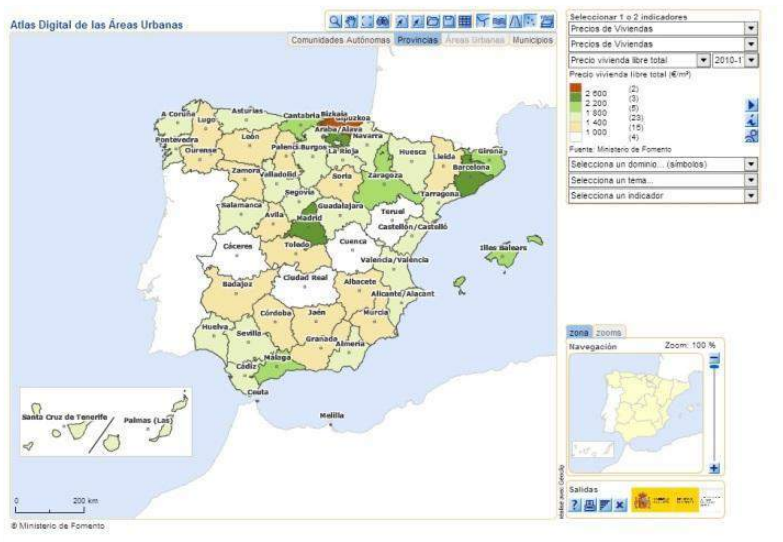 Atlas Digital de las Áreas Urbanas
Comunidades Autónomas Provincias Áreas Urbanas Municipios
A Coruña
Lugo
Asturias
Cantabria
Bizkaia
Gipuzkoa
Araba/Álava
Navarra
Pontevedra
Ourense
León
Palencia
Burgos
La Rioja
Huesca
Lleida
Girona
Barcelona
Zamora
Valladolid
Soria
Zaragoza
Tarragona
Segovia
Salamanca
Ávila
Madrid
Guadalajara
Teruel
Castellón/Castelló
Cáceres
Toledo
Cuenca
Valencia/València
Illes Balears
Badajoz
Ciudad Real
Albacete
Alicante/Alacant
Córdoba
Jaén
Murcia
Huelva
Sevilla
Granada
Almería
Málaga
Cádiz
Ceuta
Melilla
Santa Cruz de Tenerife
Palmas (Las)
0 200 km
© Ministerio de Fomento
Seleccionar 1 o 2 indicadores
Precios de Viviendas
Precios de Viviendas
Precio vivienda libre total 2010-1
Precio vivienda libre total (€/m²)
2 600 (2)
2 200 (3)
1 800 (5)
1 400 (23)
1 000 (15)
(4)
Fuente: Ministerio de Fomento
Selecciona un dominio... (símbolos)
Selecciona un tema...
Selecciona un indicador
zona zooms
Navegación Zoom: 100 %
Salidas